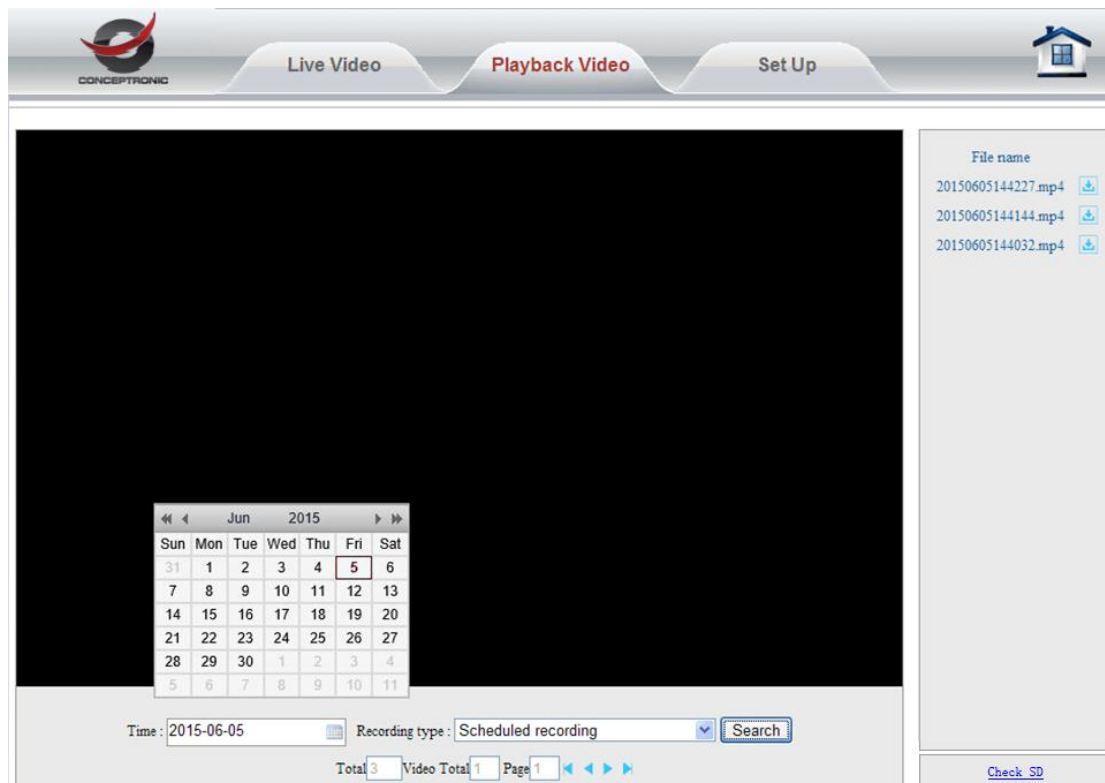 CONCEPTRONIC
Live Video
Playback Video
Set Up
File name
20150605144227.mp4
20150605144144.mp4
20150605144032.mp4
Jun 2015
Sun Mon Tue Wed Thu Fri Sat
31 1 2 3 4 5 6
7 8 9 10 11 12 13
14 15 16 17 18 19 20
21 22 23 24 25 26 27
28 29 30 1 2 3 4
5 6 7 8 9 10 11
Time : 2015-06-05 Recording type : Scheduled recording Search
Total 3 Video Total 1 Page 1
Check SD